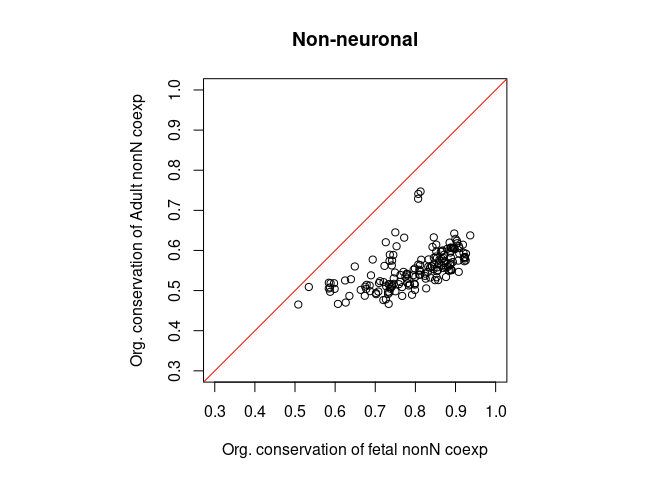 Non-neuronal
Org. conservation of Adult nonN coexp
1.0
0.9
0.8
0.7
0.6
0.5
0.4
0.3
0.3 0.4 0.5 0.6 0.7 0.8 0.9 1.0
Org. conservation of fetal nonN coexp